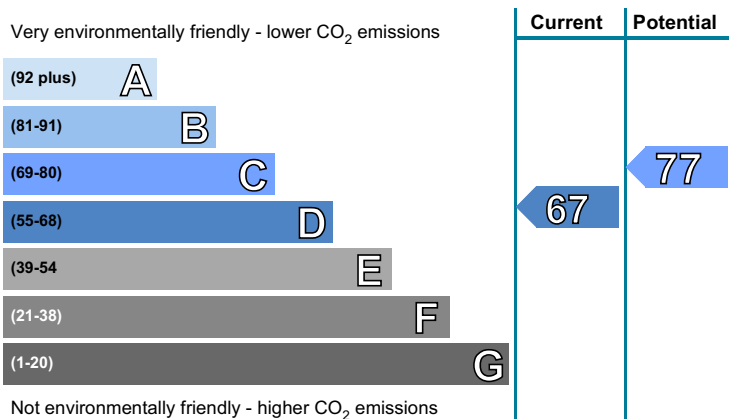 Very environmentally friendly - lower CO2 emissions
Current
Potential
(92 plus) A
(81-91) B
(69-80) C
77
(55-68) D
67
(39-54 E
(21-38) F
(1-20) G
Not environmentally friendly - higher CO2 emissions